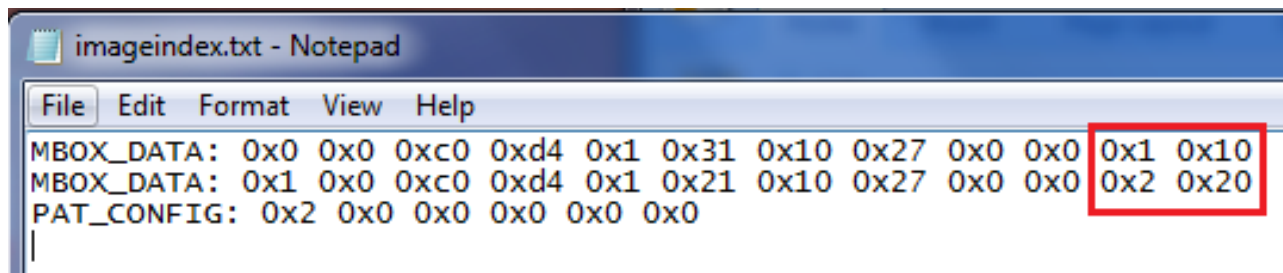 imageindex.txt - Notepad
File Edit Format View Help
MBOX_DATA: 0x0 0x0 0xc0 0xd4 0x1 0x31 0x10 0x27 0x0 0x0 0x1 0x10
MBOX_DATA: 0x1 0x0 0xc0 0xd4 0x1 0x21 0x10 0x27 0x0 0x0 0x2 0x20
PAT_CONFIG: 0x2 0x0 0x0 0x0 0x0 0x0